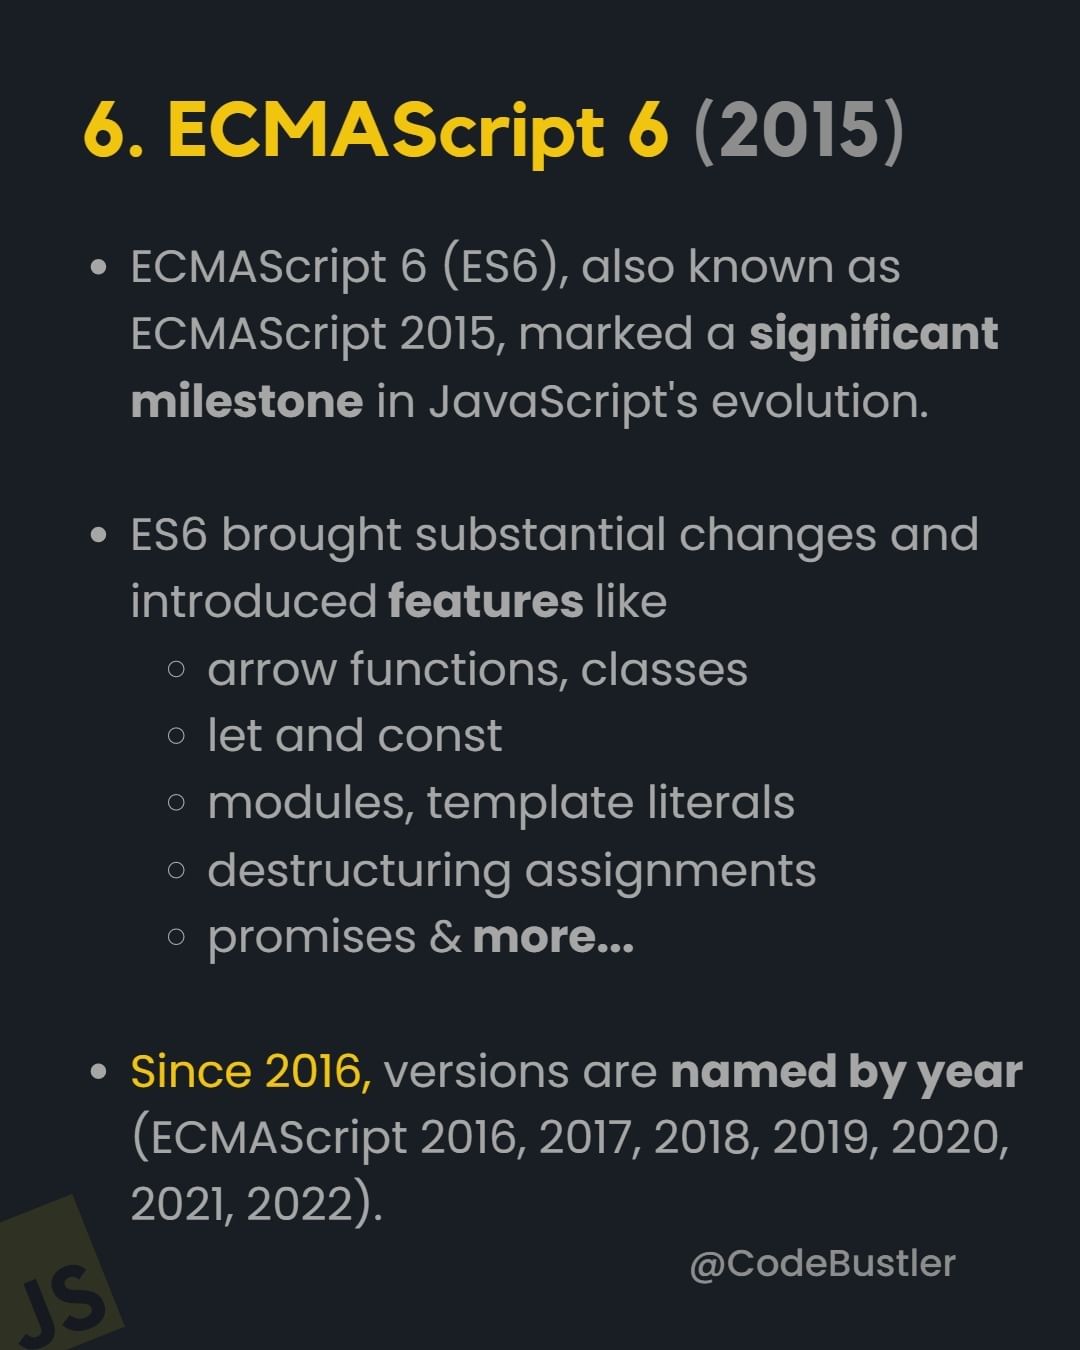 6. ECMAScript 6 (2015)
ECMAScript 6 (ES6), also known as
ECMAScript 2015, marked a significant
milestone in JavaScript's evolution.
ES6 brought substantial changes and
introduced features like
arrow functions, classes
let and const
modules, template literals
destructuring assignments
promises & more...
Since 2016, versions are named by year
(ECMAScript 2016, 2017, 2018, 2019, 2020,
2021, 2022).
@CodeBustler
JS